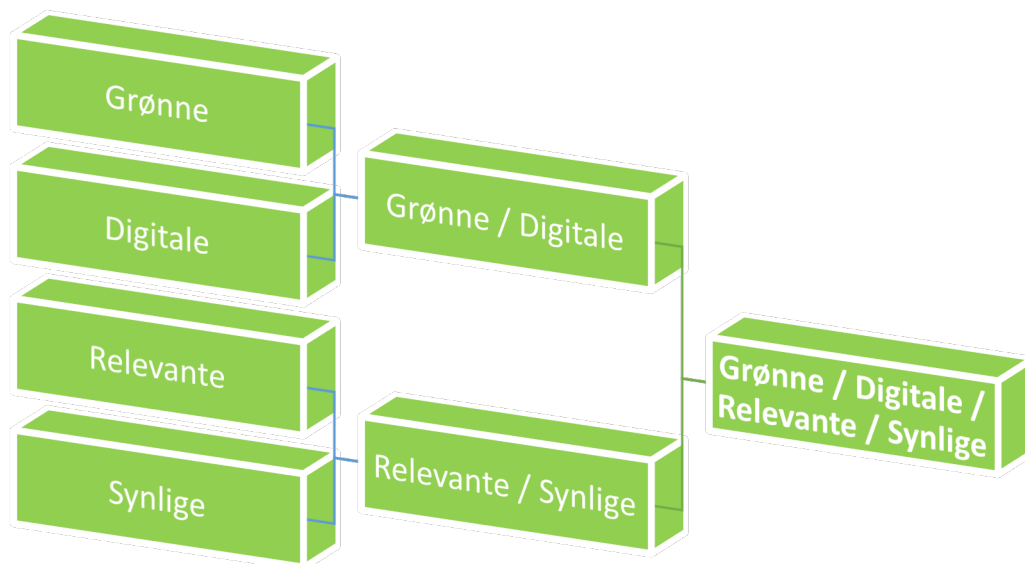 Grønne
Digitale
Relevante
Synlige
Grønne / Digitale
Relevante / Synlige
Grønne / Digitale /
Relevante / Synlige